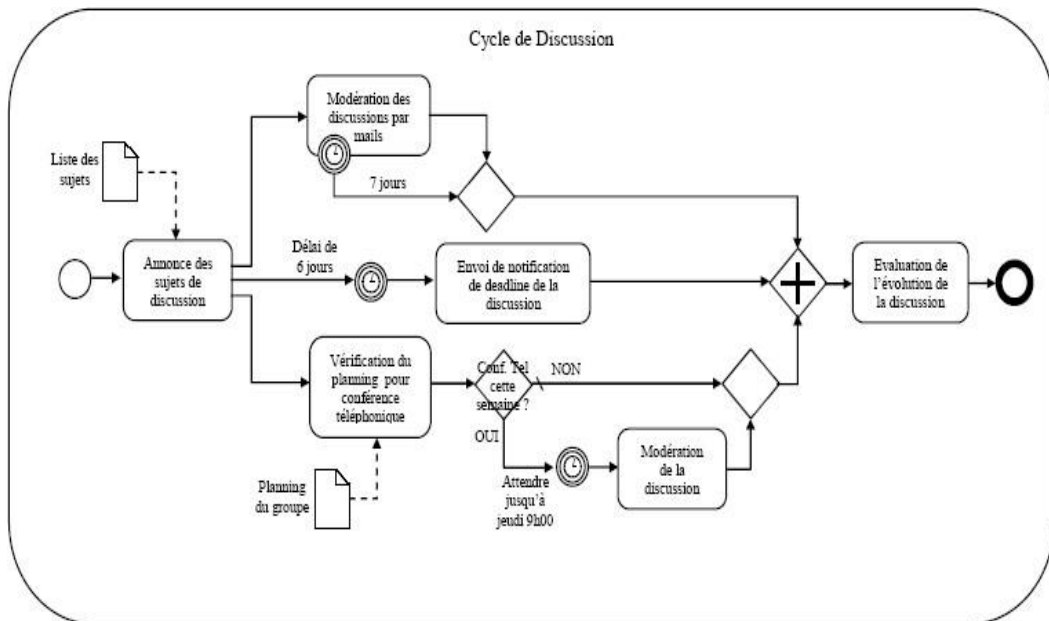 Cycle de Discussion
Modération des
discussions par
mails
Liste des
sujets
7 jours
Annonce des
sujets de
discussion
Délai de
6 jours
Envoi de notification
de deadline de la
discussion
Evaluation de
l'évolution de
la discussion
Vérification du
planning pour
conférence
téléphonique
Conf. Tel
cette
semaine ?
NON
OUI
Modération
de la
discussion
Attendre
jusqu'à
jeudi 9h00
Planning
du groupe